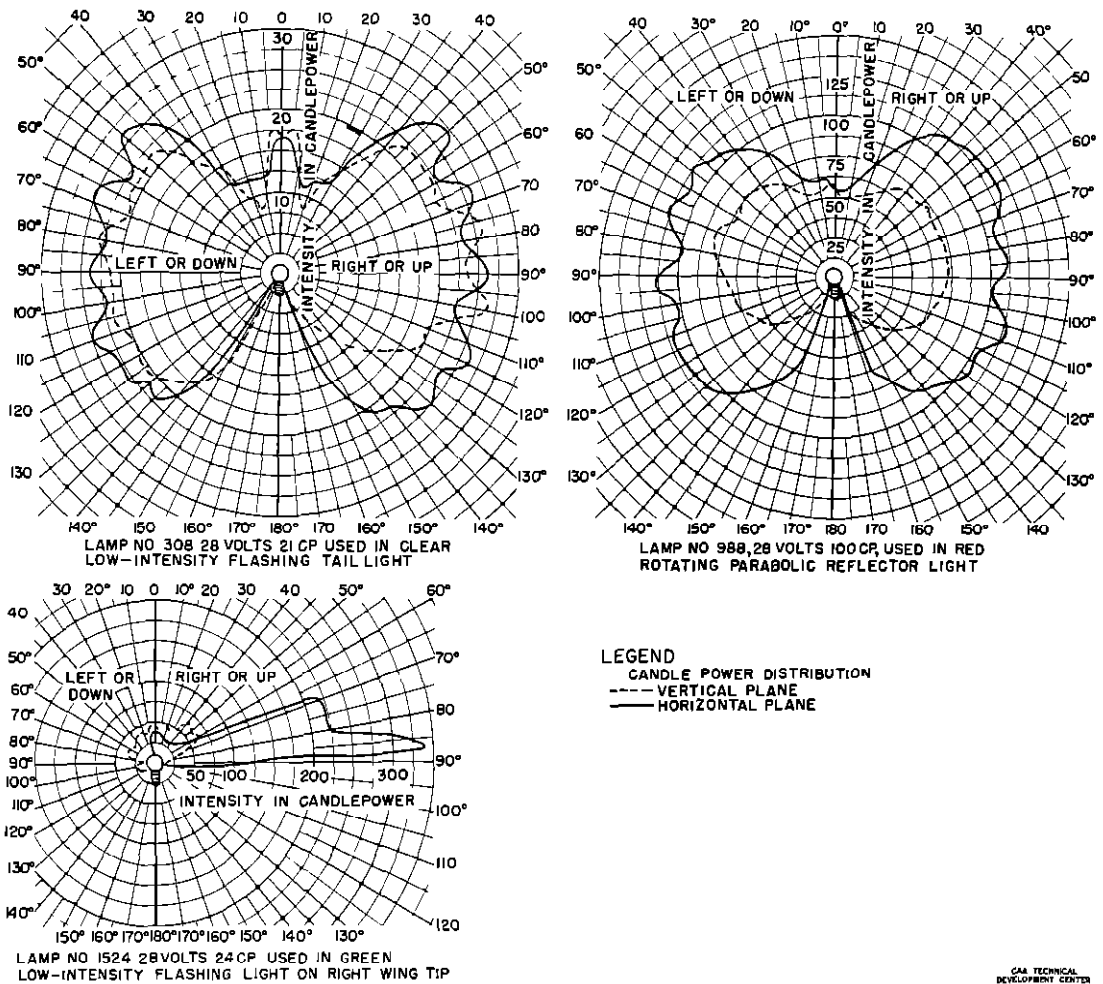 40 30 20 10 0 10 20 30 40
50° 50°
60° 60°
70° 70°
80° 80
90° 90°
100° 100
110 110°
120 120°
130 130°
140° 150 160° 170° 180° 170 160° 150° 140°
30
20
10
INTENSITY IN CANDLEPOWER
LEFT OR DOWN
RIGHT OR UP
LAMP NO 308 28 VOLTS 21 CP USED IN CLEAR
LOW-INTENSITY FLASHING TAIL LIGHT
40 30 20 10 0° 10 20 30° 40°
50° 50
60 60
70° 70°
80° 80°
90° 90°
100° 100°
110° 110°
120° 120°
130° 130°
140° 150° 160° 170° 180 170° 160° 150° 140
125
100
75
50
25
INTENSITY IN CANDLEPOWER
LEFT OR DOWN
RIGHT OR UP
LAMP NO 988, 28 VOLTS 100 CP, USED IN RED
ROTATING PARABOLIC REFLECTOR LIGHT
40 30 20 10° 0 10° 20° 30° 40° 50° 60°
50°
60°
70° 70°
80° 80
90° 90°
100° 100°
110° 110
120° 120
130°
140° 150° 160° 170° 180° 170° 160° 140° 130°
LEFT OR
DOWN
RIGHT OR UP
50 100 200 300
INTENSITY IN CANDLEPOWER
LAMP NO 1524 28 VOLTS 24 CP USED IN GREEN
LOW-INTENSITY FLASHING LIGHT ON RIGHT WING TIP
LEGEND
CANDLE POWER DISTRIBUTION
VERTICAL PLANE
HORIZONTAL PLANE
CAA TECHNICAL
DEVELOPMENT CENTER